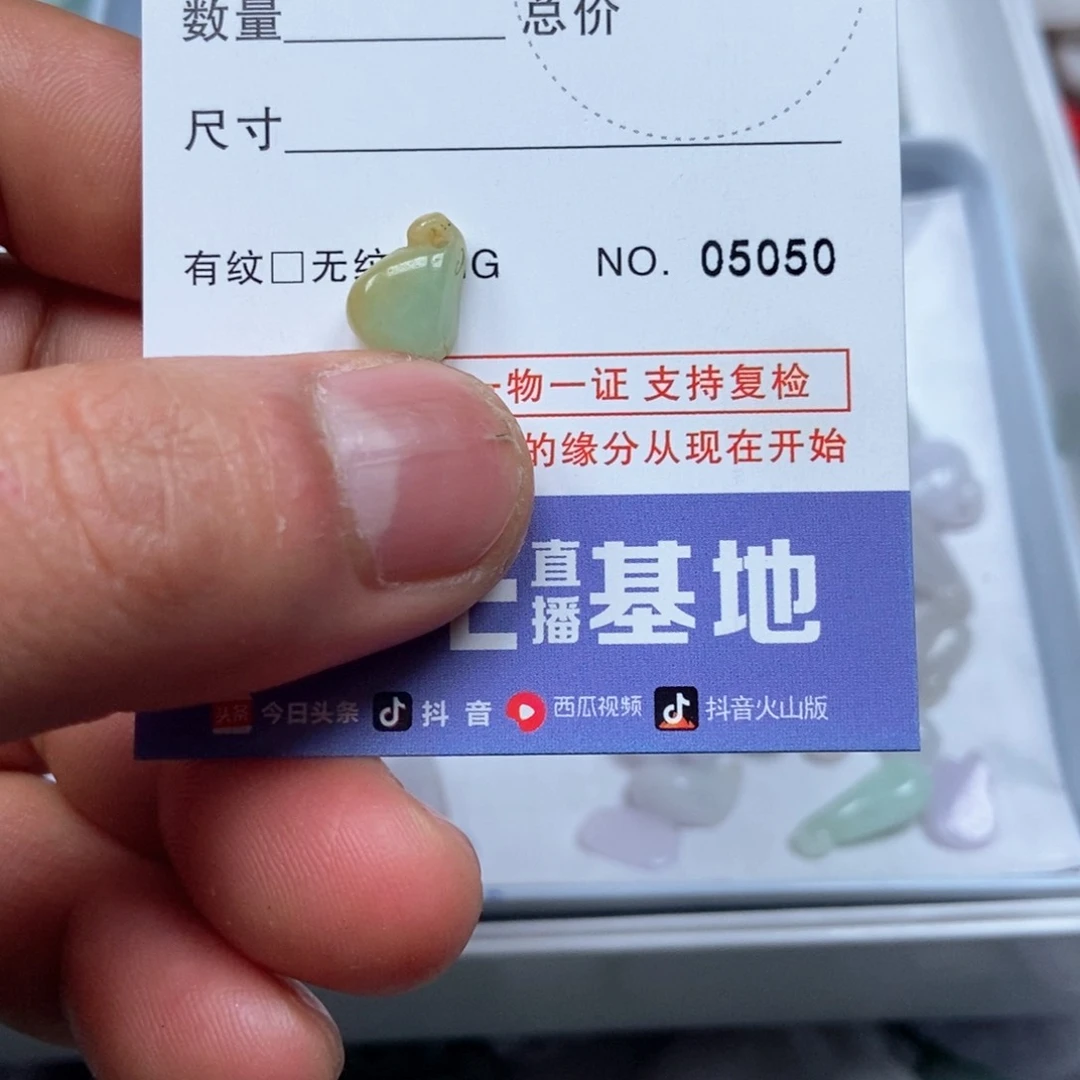 数量 总价
尺寸
有纹□无纹 G NO. 05050
一物一证 支持复检
的缘分从现在开始
直播基地
头条 今日头条 抖音 西瓜视频 抖音火山版